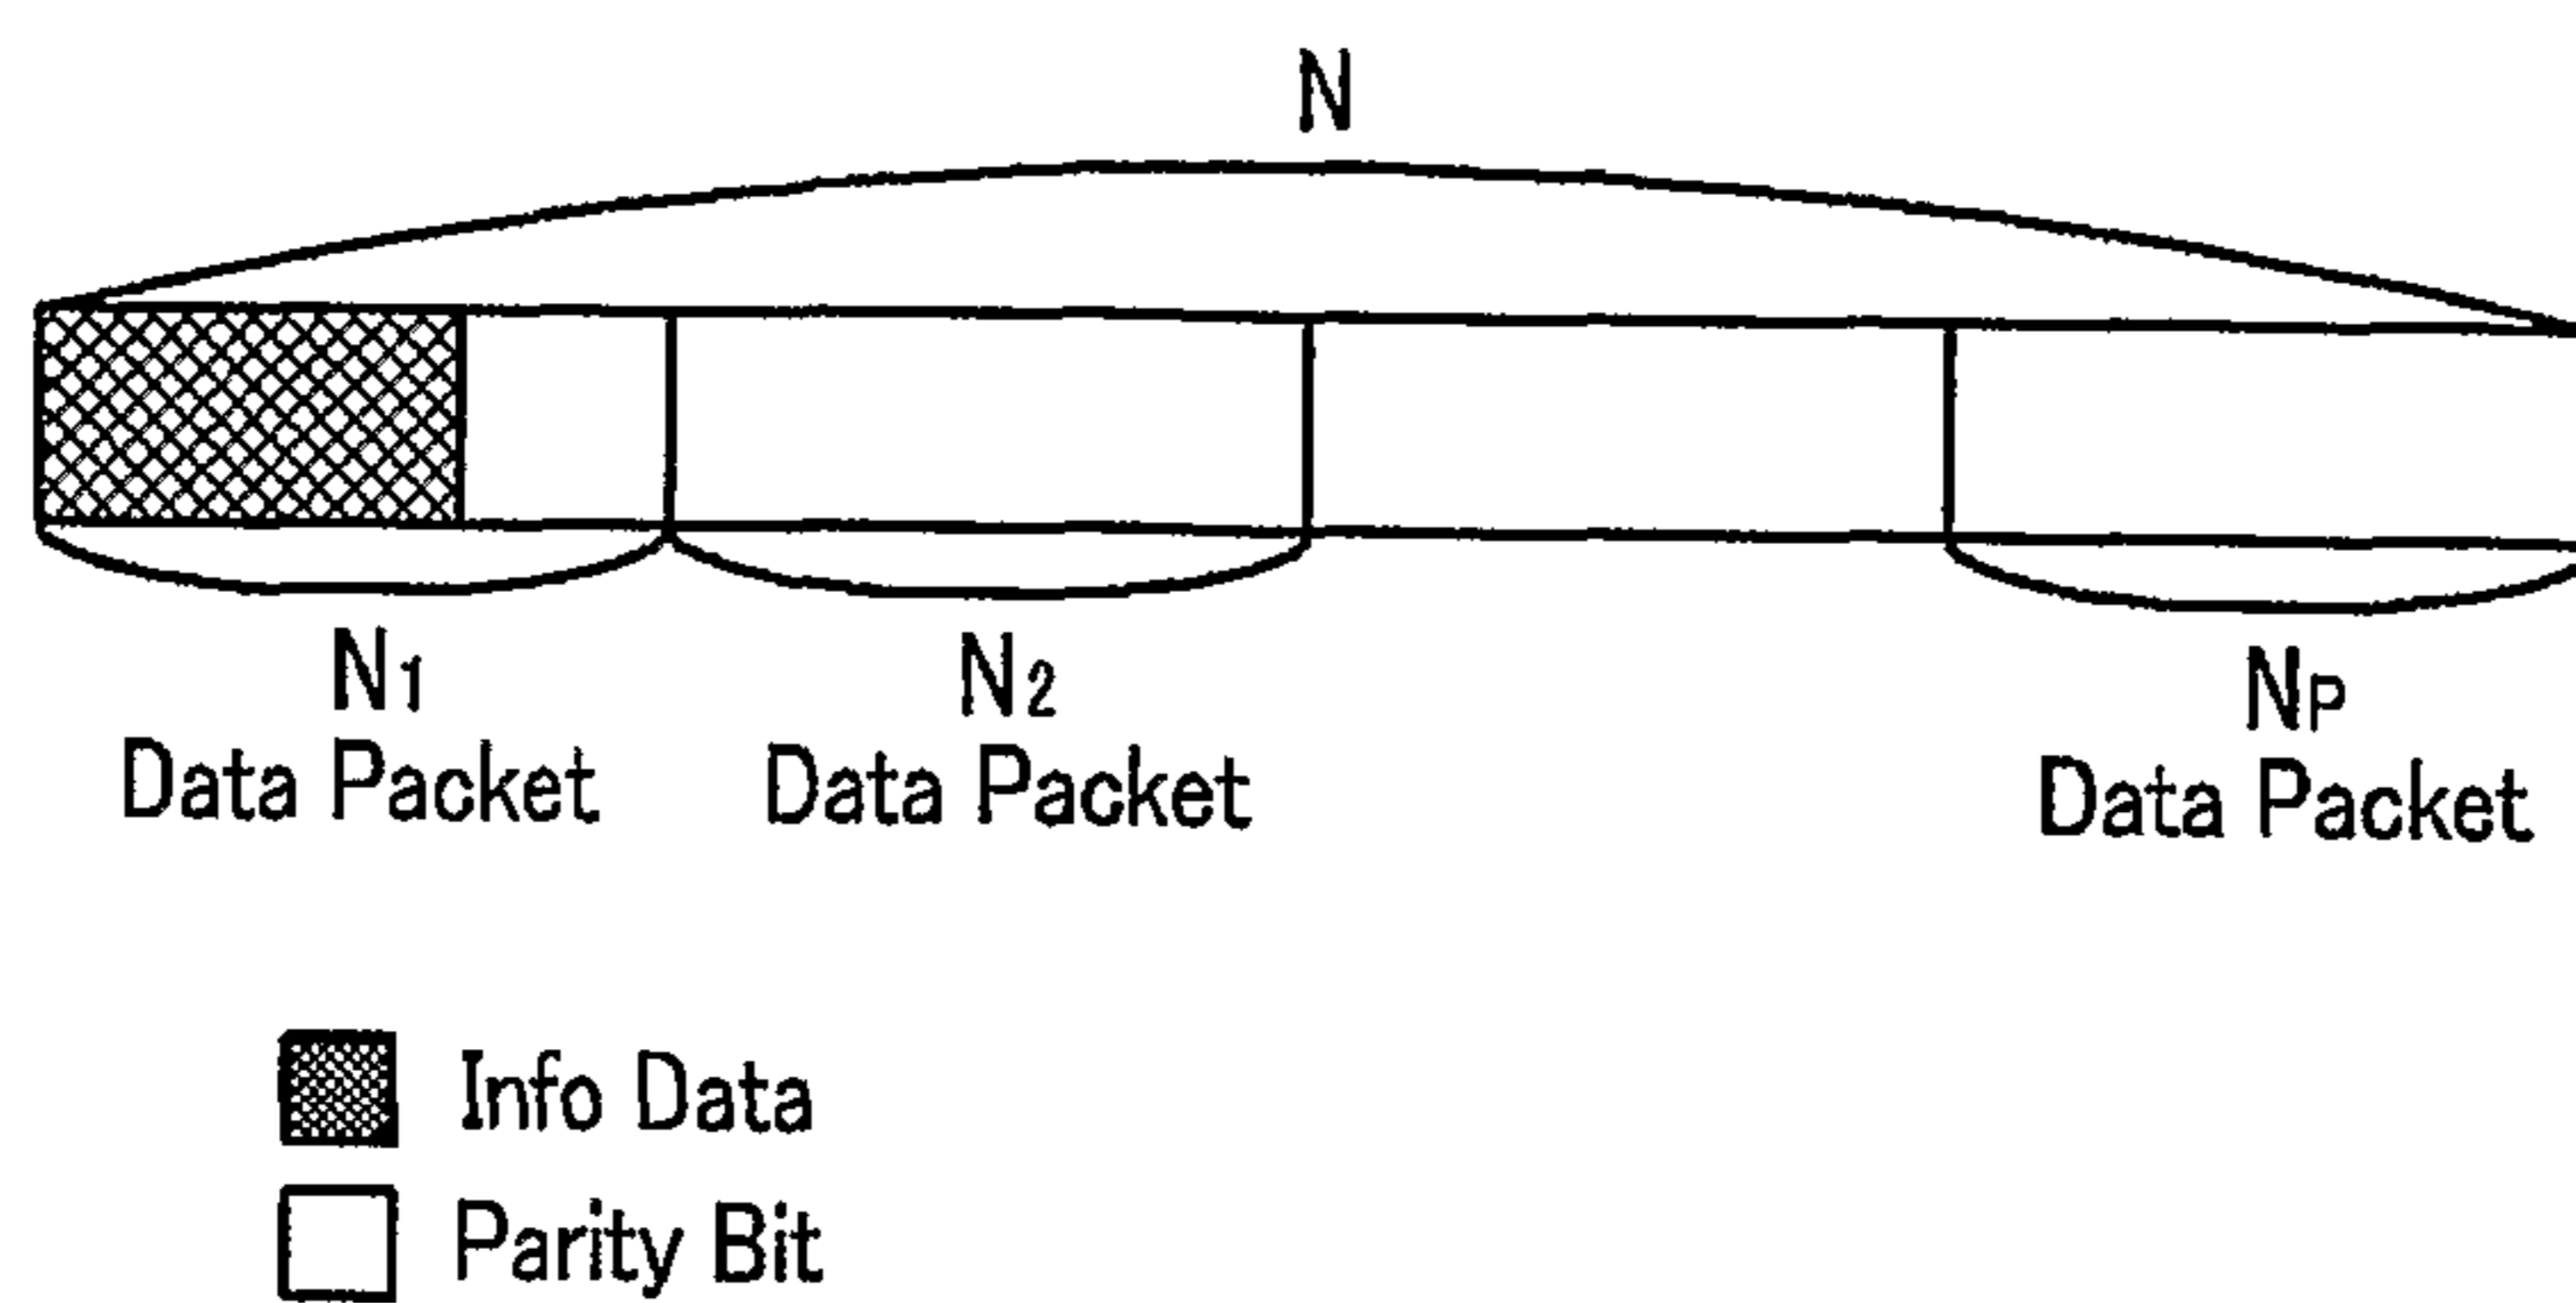 N
N1
Data Packet
N2
Data Packet
NP
Data Packet
Info Data
Parity Bit